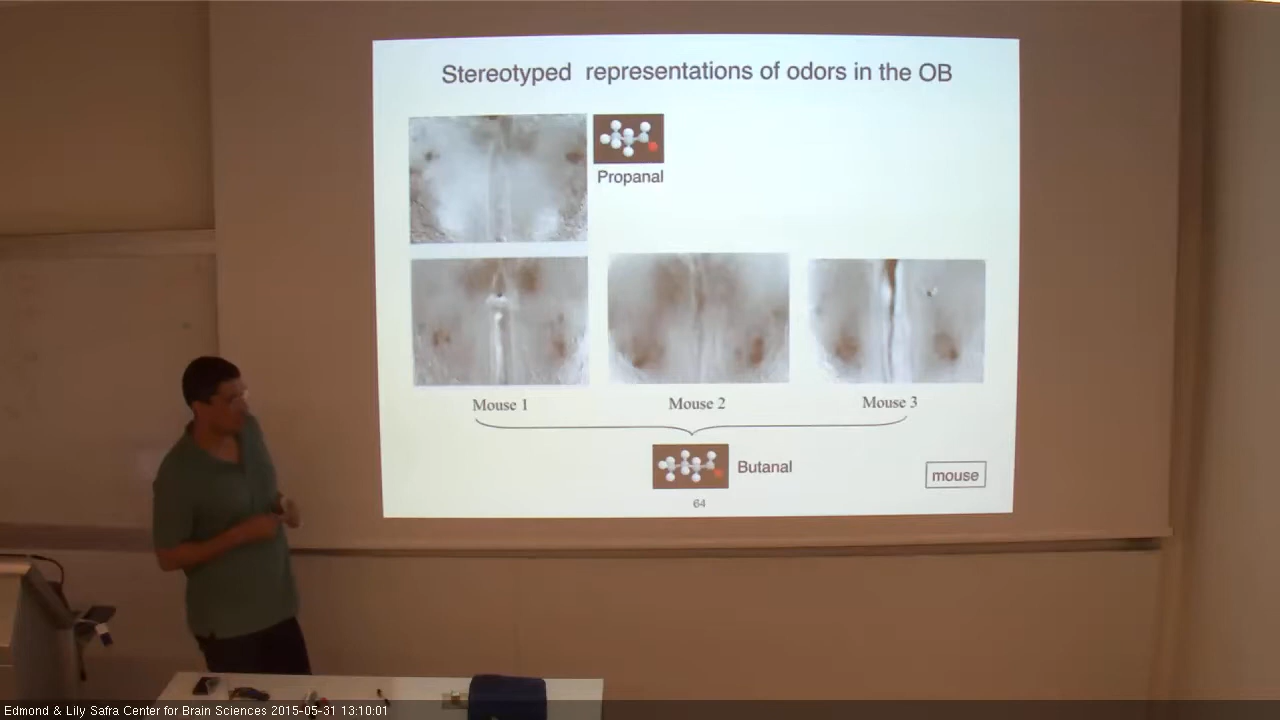 Stereotyped representations of odors in the OB
Propanal
Mouse 1
Mouse 2
Mouse 3
Butanal
mouse
64
Edmond & Lily Safra Center for Brain Sciences 2015-05-31 13:10:01